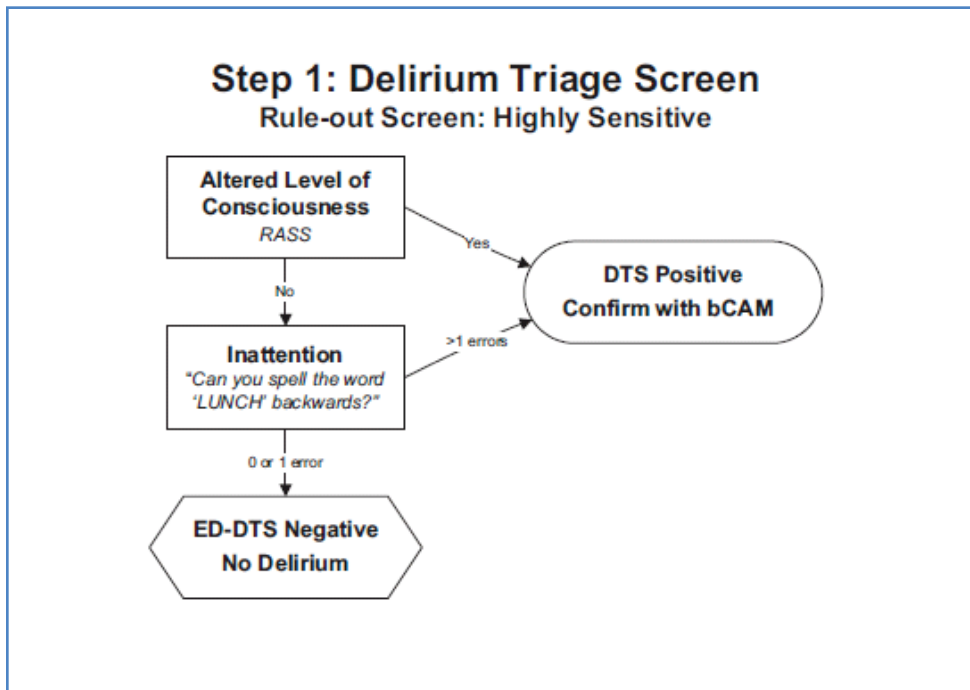 Step 1: Delirium Triage Screen
Rule-out Screen: Highly Sensitive
Altered Level of
Consciousness
RASS
Yes
DTS Positive
Confirm with bCAM
No
Inattention
"Can you spell the word
'LUNCH' backwards?"
>1 errors
0 or 1 error
ED-DTS Negative
No Delirium